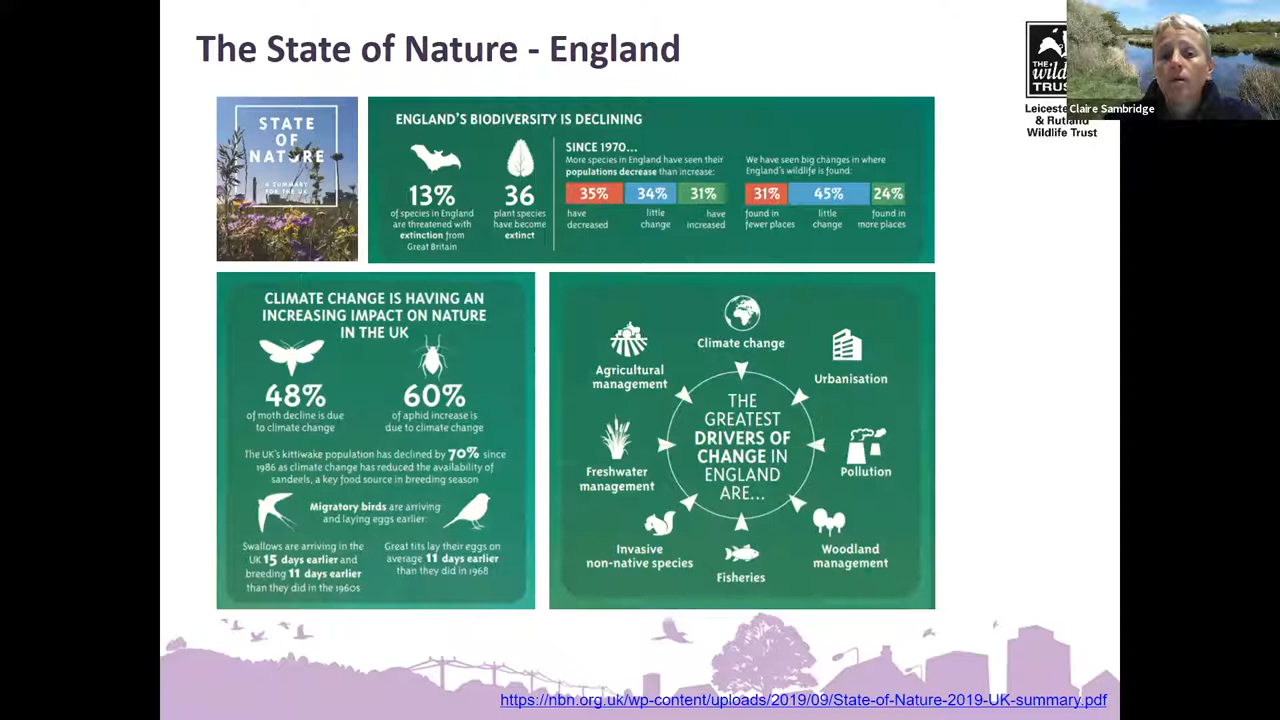 The State of Nature - England
THE
wild
TRUS
Claire Sambridge
Leicest
& Rutland
Wildlife Trust
STATE
OF
NATURE
A SUMMARY
FOR THE UK
ENGLAND'S BIODIVERSITY IS DECLINING
13%
of species in England
are threatened with
extinction from
Great Britain
36
plant species
have become
extinct
SINCE 1970...
More species in England have seen their
populations decrease than increase:
35% 34% 31%
have
decreased
little
change
have
increased
We have seen big changes in where
England's wildlife is found:
31% 45% 24%
found in
fewer places
little
change
found in
more places
CLIMATE CHANGE IS HAVING AN
INCREASING IMPACT ON NATURE
IN THE UK
48%
of moth decline is due
to climate change
60%
of aphid increase is
due to climate change
The UK's kittiwake population has declined by 70% since
1986 as climate change has reduced the availability of
sandeels, a key food source in breeding season
Migratory birds are arriving
and laying eggs earlier:
Swallows are arriving in the
UK 15 days earlier and
breeding 11 days earlier
than they did in the 1960s
Great tits lay their eggs on
average 11 days earlier
than they did in 1968
THE
GREATEST
DRIVERS OF
CHANGE IN
ENGLAND
ARE...
Climate change
Urbanisation
Pollution
Woodland
management
Fisheries
Invasive
non-native species
Freshwater
management
Agricultural
management
https://nbn.org.uk/wp-content/uploads/2019/09/State-of-Nature-2019-UK-summary.pdf